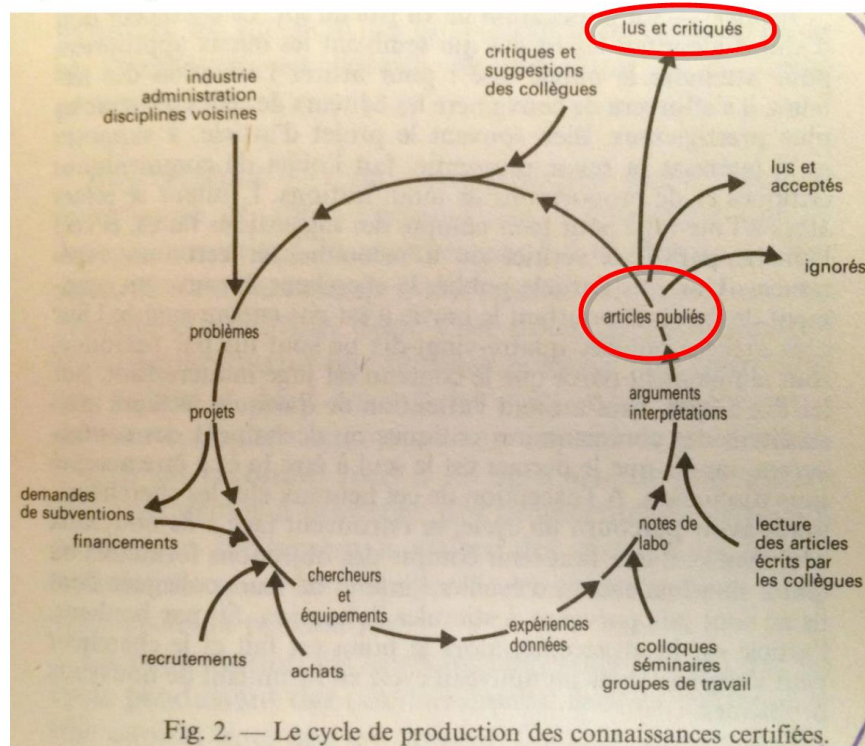 lus et critiqués
critiques et
suggestions
des collègues
industrie
administration
disciplines voisines
lus et
acceptés
ignorés
articles publiés
problèmes
arguments
interprétations
projets
demandes
de subventions
financements
notes de
labo
lecture
des articles
écrits par
les collègues
chercheurs
et
équipements
expériences
données
recrutements
achats
colloques
séminaires
groupes de travail
Fig. 2. — Le cycle de production des connaissances certifiées.